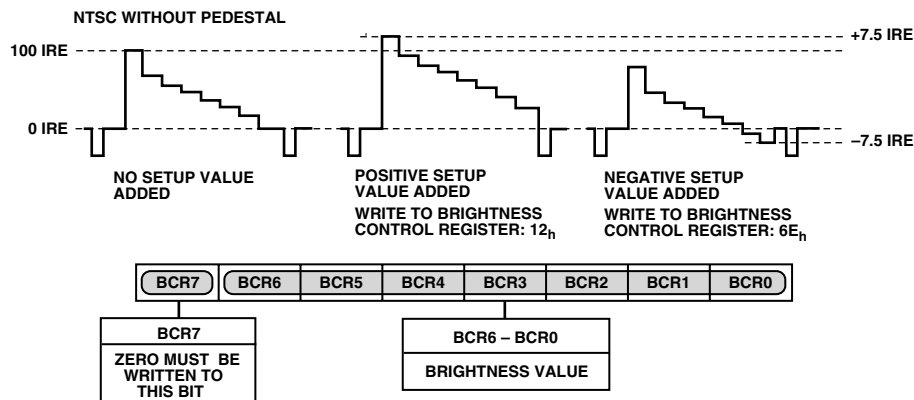 NTSC WITHOUT PEDESTAL
100 IRE
+7.5 IRE
0 IRE
–7.5 IRE
NO SETUP VALUE
ADDED
POSITIVE SETUP
VALUE ADDED
WRITE TO BRIGHTNESS
CONTROL REGISTER: 12h
NEGATIVE SETUP
VALUE ADDED
WRITE TO BRIGHTNESS
CONTROL REGISTER: 6Eh
BCR7 BCR6 BCR5 BCR4 BCR3 BCR2 BCR1 BCR0
BCR7
ZERO MUST BE
WRITTEN TO
THIS BIT
BCR6 – BCR0
BRIGHTNESS VALUE